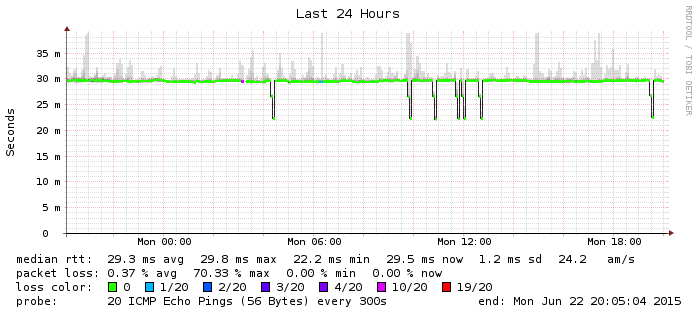 Last 24 Hours
RRDTOOL / TOBI OETIKER
Seconds
35 m
30 m
25 m
20 m
15 m
10 m
5 m
0
Mon 00:00 Mon 06:00 Mon 12:00 Mon 18:00
median rtt: 29.3 ms avg 29.8 ms max 22.2 ms min 29.5 ms now 1.2 ms sd 24.2 am/s
packet loss: 0.37 % avg 70.33 % max 0.00 % min 0.00 % now
loss color: 0 1/20 2/20 3/20 4/20 10/20 19/20
probe: 20 ICMP Echo Pings (56 Bytes) every 300s end: Mon Jun 22 20:05:04 2015